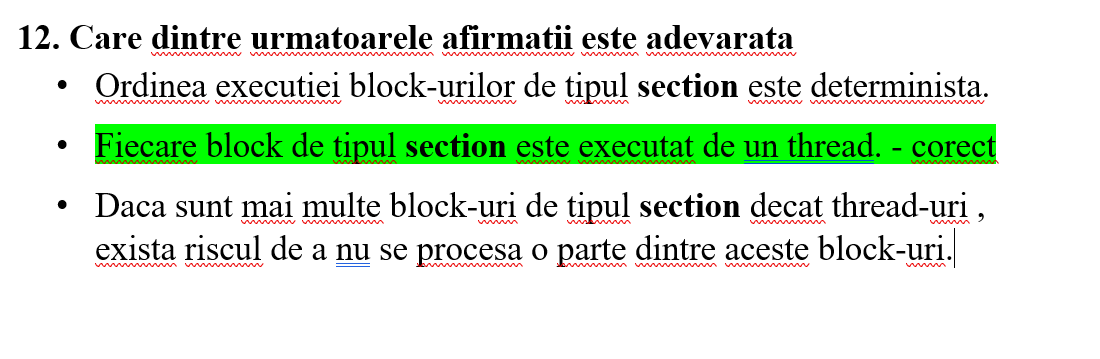 12. Care dintre urmatoarele afirmatii este adevarata
• Ordinea executiei block-urilor de tipul section este determinista.
• Fiecare block de tipul section este executat de un thread. - corect
• Daca sunt mai multe block-uri de tipul section decat thread-uri ,
exista riscul de a nu se procesa o parte dintre aceste block-uri.